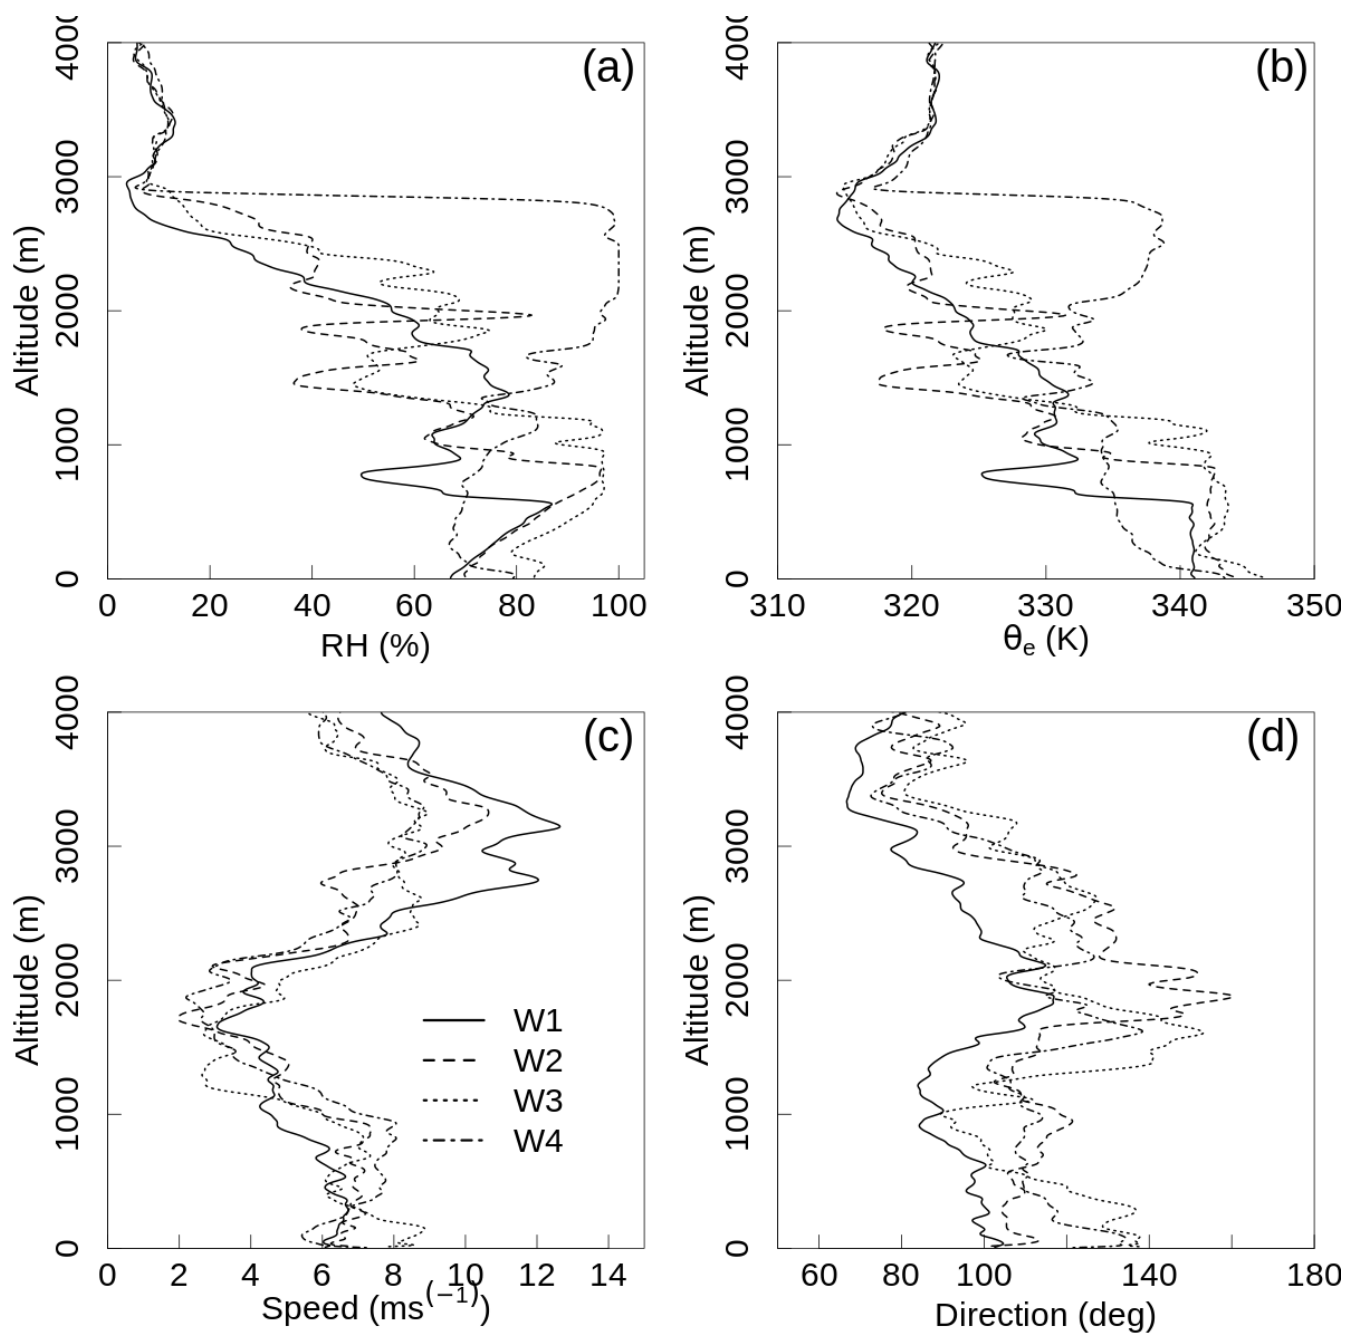 (a)
Altitude (m)
4000
3000
2000
1000
0
0 20 40 60 80 100
RH (%)
(b)
Altitude (m)
4000
3000
2000
1000
0
310 320 330 340 350
θe (K)
(c)
Altitude (m)
4000
3000
2000
1000
0
W1
W2
W3
W4
0 2 4 6 8 10 12 14
Speed (ms(−1))
(d)
Altitude (m)
4000
3000
2000
1000
0
60 80 100 140 180
Direction (deg)